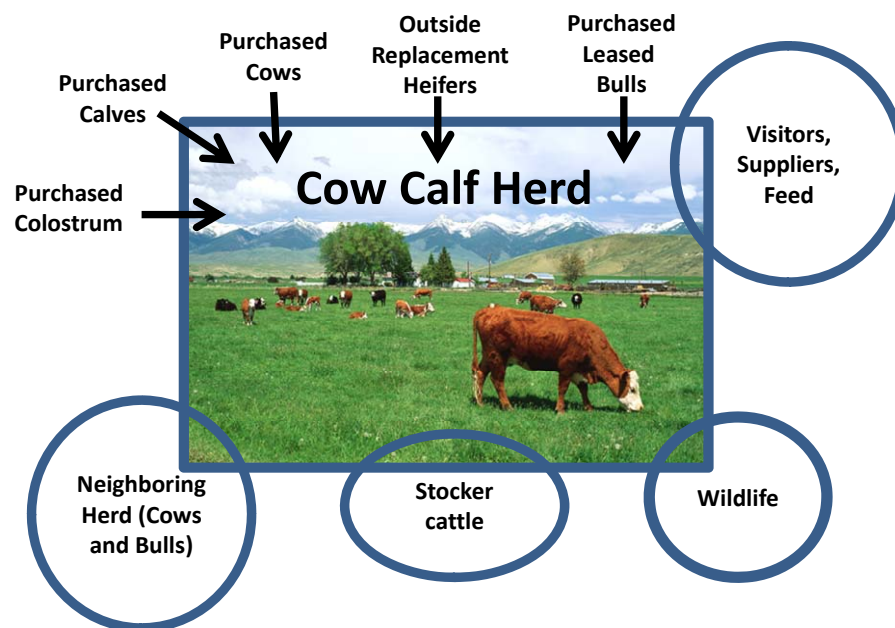 Purchased
Cows
Outside
Replacement
Heifers
Purchased
Leased
Bulls
Purchased
Calves
Purchased
Colostrum
Cow Calf Herd
Visitors,
Suppliers,
Feed
Neighboring
Herd (Cows
and Bulls)
Stocker
cattle
Wildlife